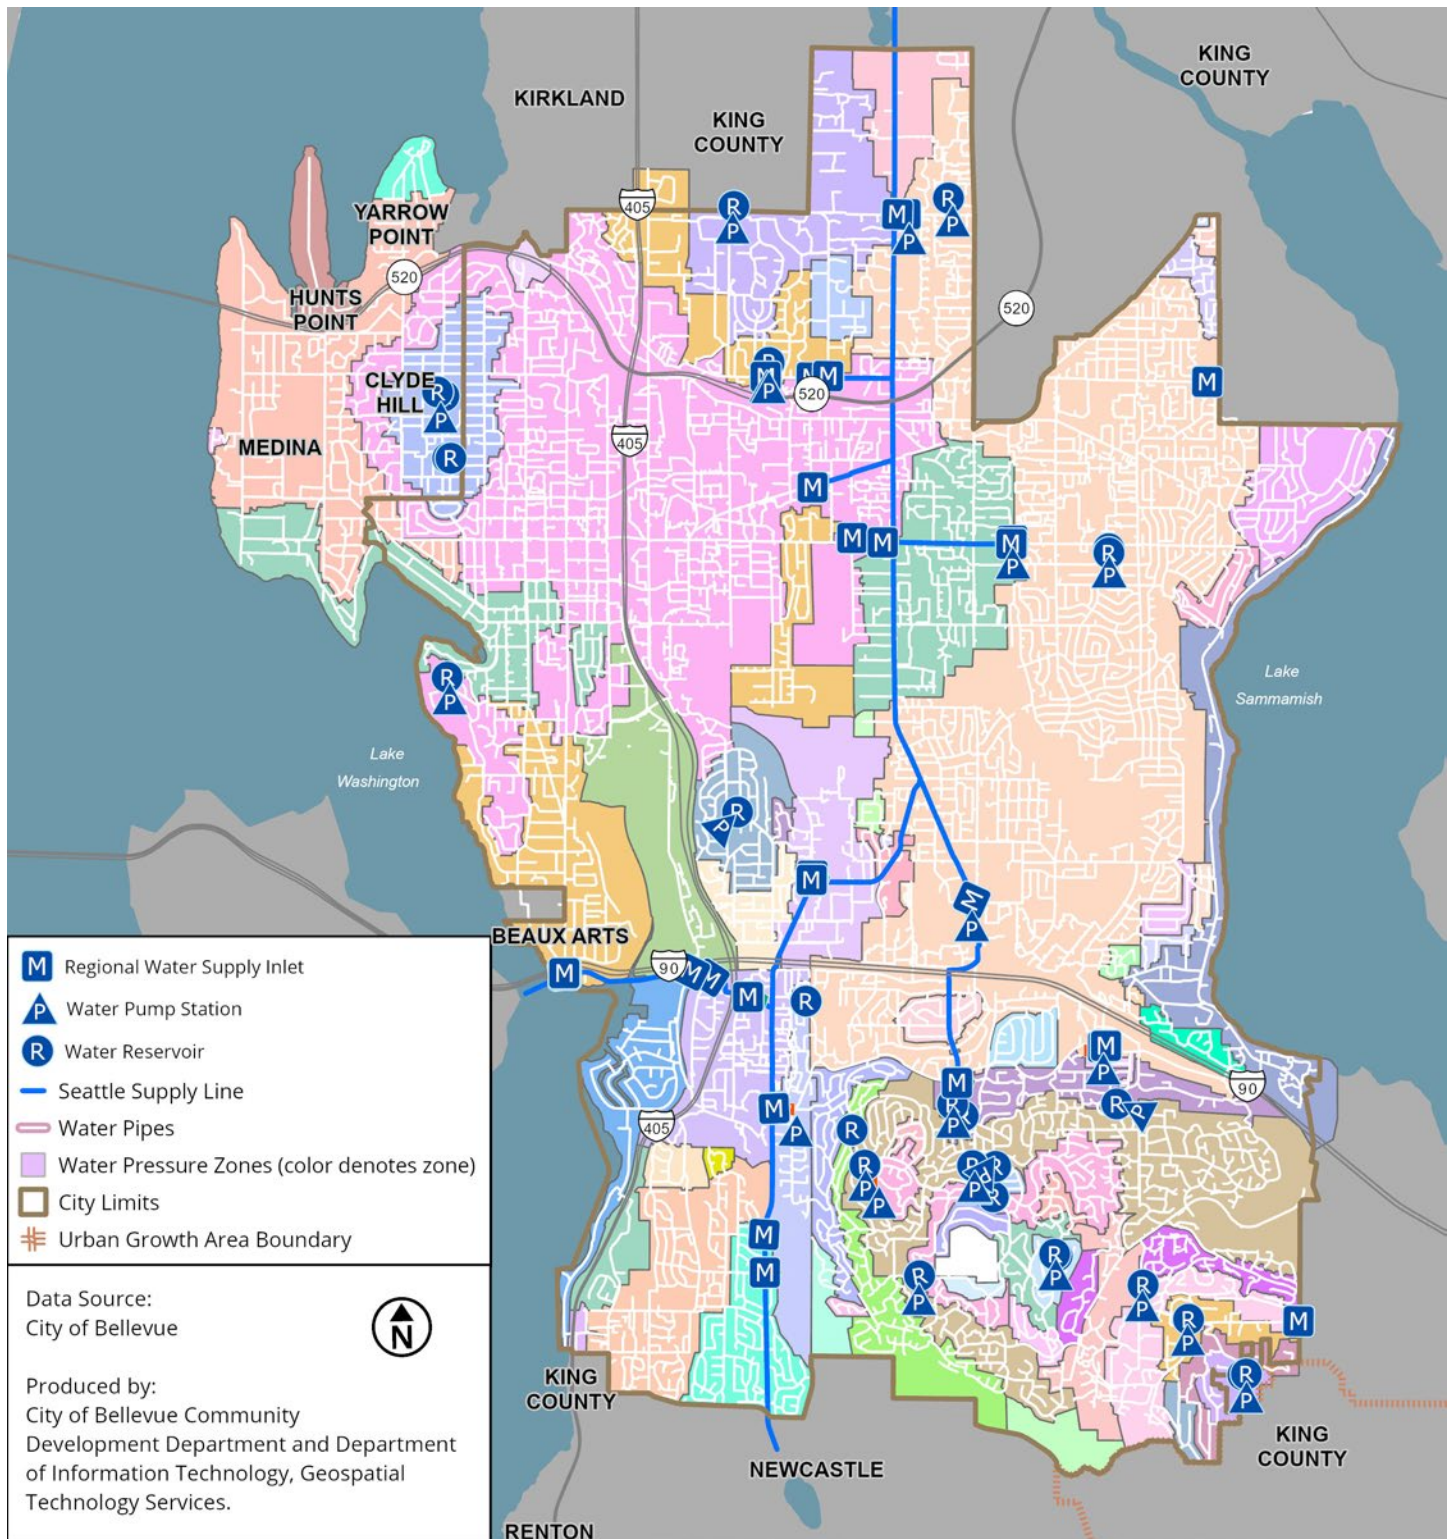 KING
COUNTY
KIRKLAND
KING
COUNTY
405
YARROW
POINT
520
HUNTS
POINT
520
CLYDE
HILL
MEDINA
520
405
Lake
Sammamish
Lake
Washington
BEAUX ARTS
90
90
405
M Regional Water Supply Inlet
P Water Pump Station
R Water Reservoir
Seattle Supply Line
Water Pipes
Water Pressure Zones (color denotes zone)
City Limits
Urban Growth Area Boundary
Data Source:
City of Bellevue
N
Produced by:
City of Bellevue Community
Development Department and Department
of Information Technology, Geospatial
Technology Services.
KING
COUNTY
KING
COUNTY
NEWCASTLE
RENTON
R
P
M
P
R
P
R
M
P
M
M
M
R
P
R
M
M
M
M
P
R
P
R
P
R
P
M
M
P
M
M
M
M
R
M
P
M
R
P
M
P
R
P
R
R
P
P
R
P
R
P
R
R
M
M
R
P
R
P
R
P
R
P
M
R
P